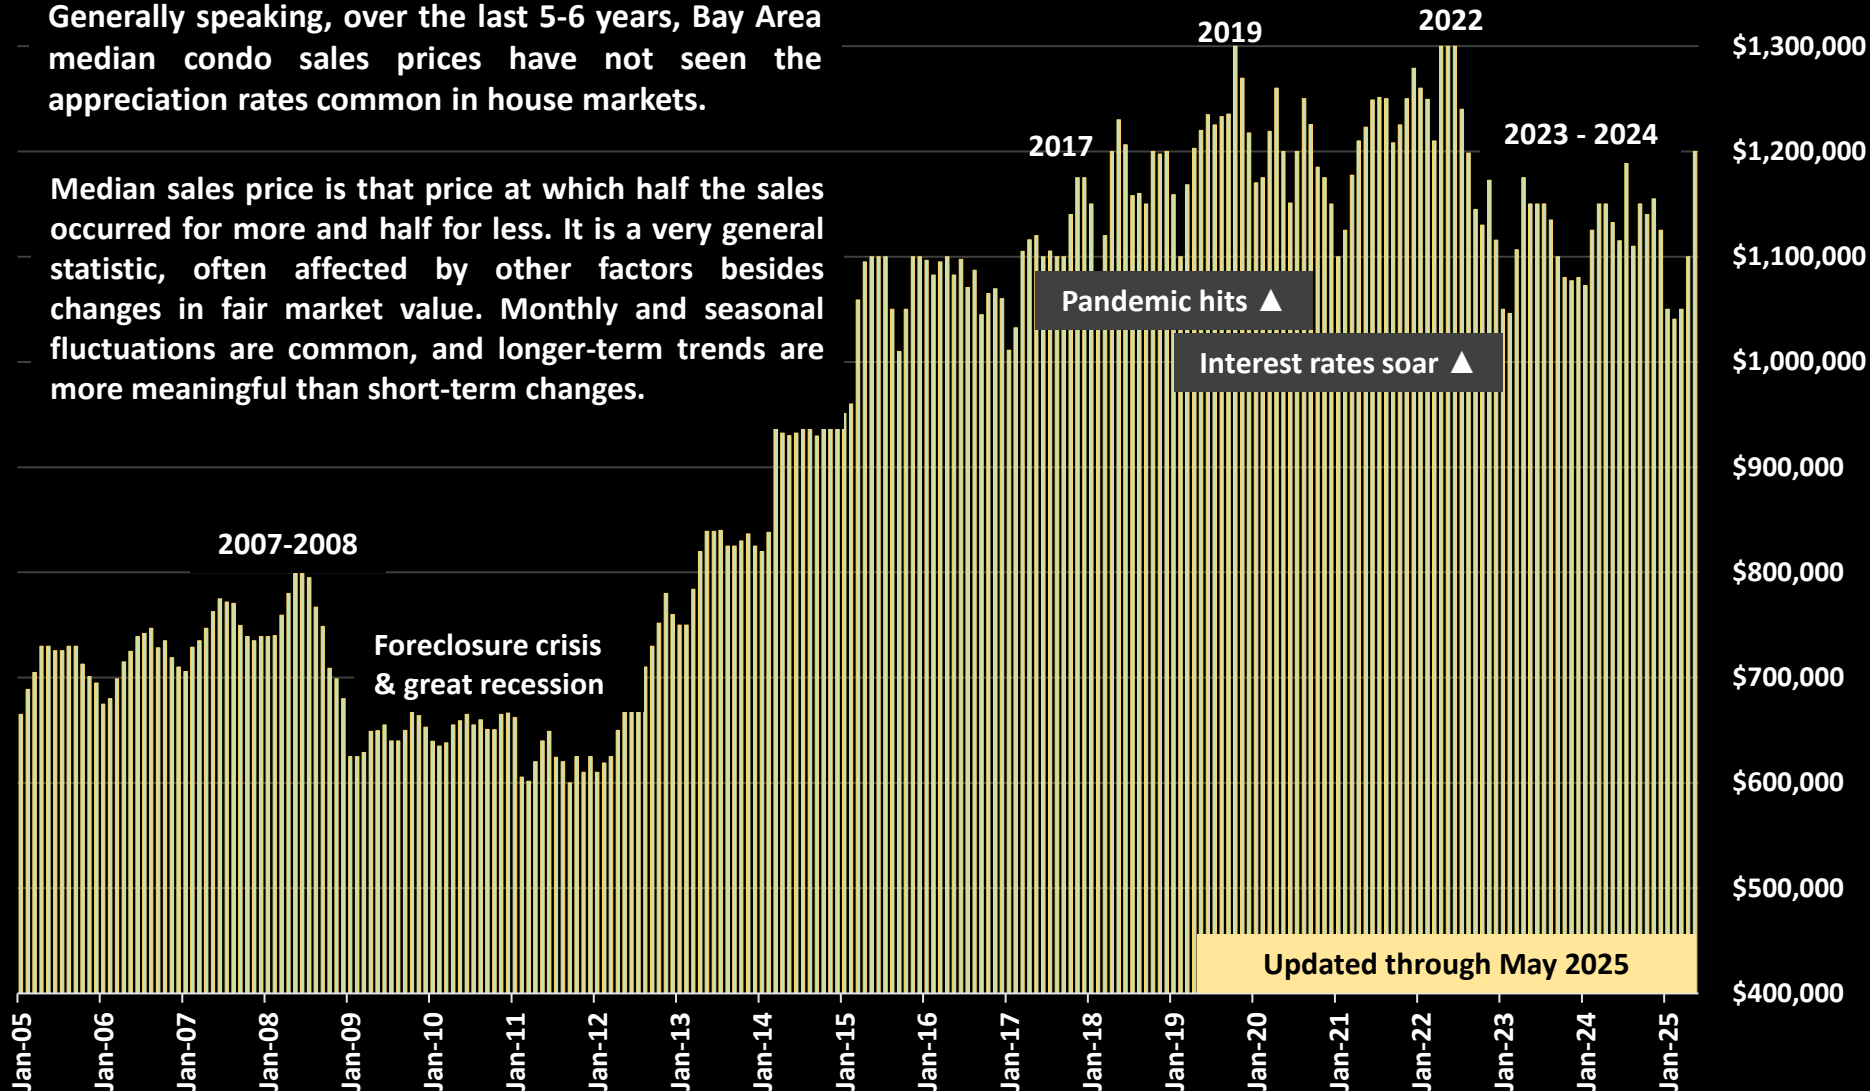 Generally speaking, over the last 5-6 years, Bay Area
median condo sales prices have not seen the
appreciation rates common in house markets.
Median sales price is that price at which half the sales
occurred for more and half for less. It is a very general
statistic, often affected by other factors besides
changes in fair market value. Monthly and seasonal
fluctuations are common, and longer-term trends are
more meaningful than short-term changes.
2007-2008
Foreclosure crisis
& great recession
2017
2019
2022
2023 - 2024
Pandemic hits ▲
Interest rates soar ▲
Updated through May 2025
$1,300,000
$1,200,000
$1,100,000
$1,000,000
$900,000
$800,000
$700,000
$600,000
$500,000
$400,000
Jan-05
Jan-06
Jan-07
Jan-08
Jan-09
Jan-10
Jan-11
Jan-12
Jan-13
Jan-14
Jan-15
Jan-16
Jan-17
Jan-18
Jan-19
Jan-20
Jan-21
Jan-22
Jan-23
Jan-24
Jan-25